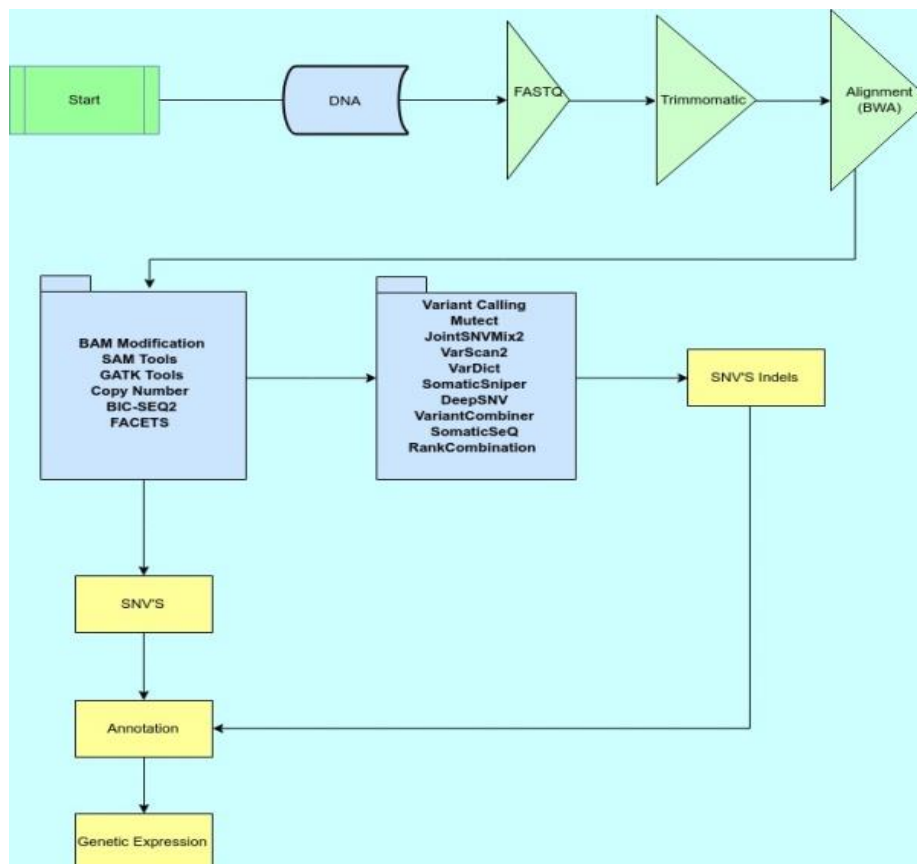 Start
DNA
FASTQ
Trimmomatic
Alignment
(BWA)
BAM Modification
SAM Tools
GATK Tools
Copy Number
BIC-SEQ2
FACETS
Variant Calling
Mutect
JointSNVMix2
VarScan2
VarDict
SomaticSniper
DeepSNV
VariantCombiner
SomaticSeQ
RankCombination
SNV'S Indels
SNV'S
Annotation
Genetic Expression